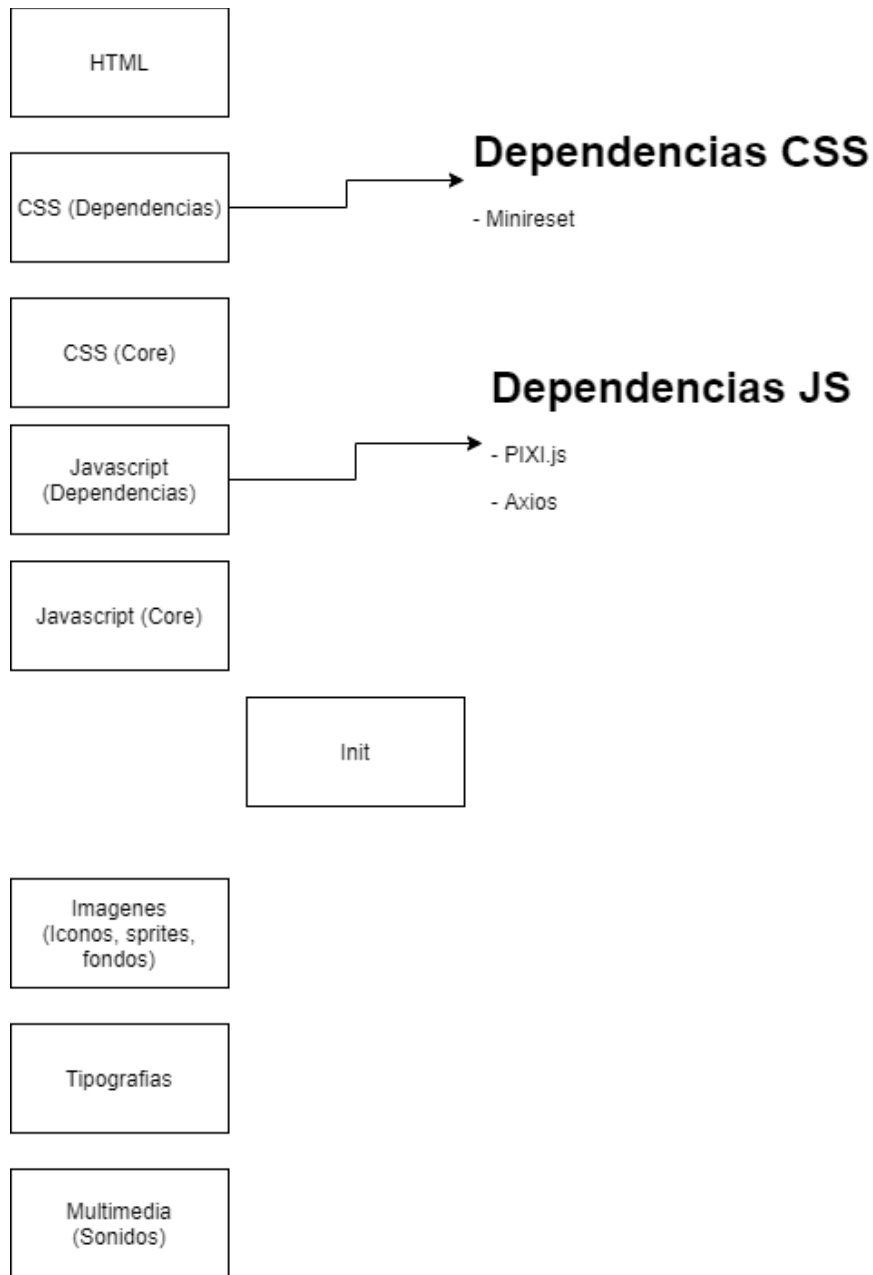 HTML
CSS (Dependencias)
Dependencias CSS
- Minireset
CSS (Core)
Dependencias JS
Javascript
(Dependencias)
- PIXI.js
- Axios
Javascript (Core)
Init
Imagenes
(Iconos, sprites,
fondos)
Tipografias
Multimedia
(Sonidos)